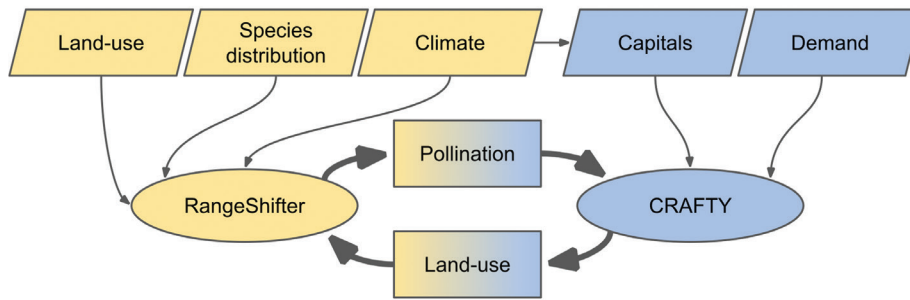 Land-use
Species
distribution
Climate
Capitals
Demand
Pollination
RangeShifter
CRAFTY
Land-use